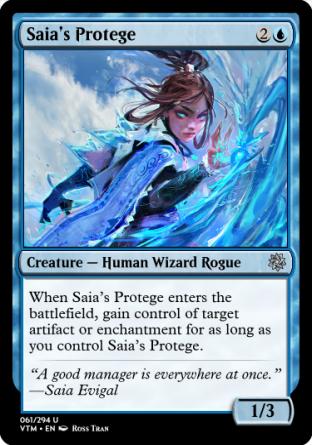 Saia's Protege 2
Creature — Human Wizard Rogue
When Saia's Protege enters the
battlefield, gain control of target
artifact or enchantment for as long as
you control Saia's Protege.
“A good manager is everywhere at once.”
—Saia Evigal
061/294 U
VTM • EN Ross Tran
1/3